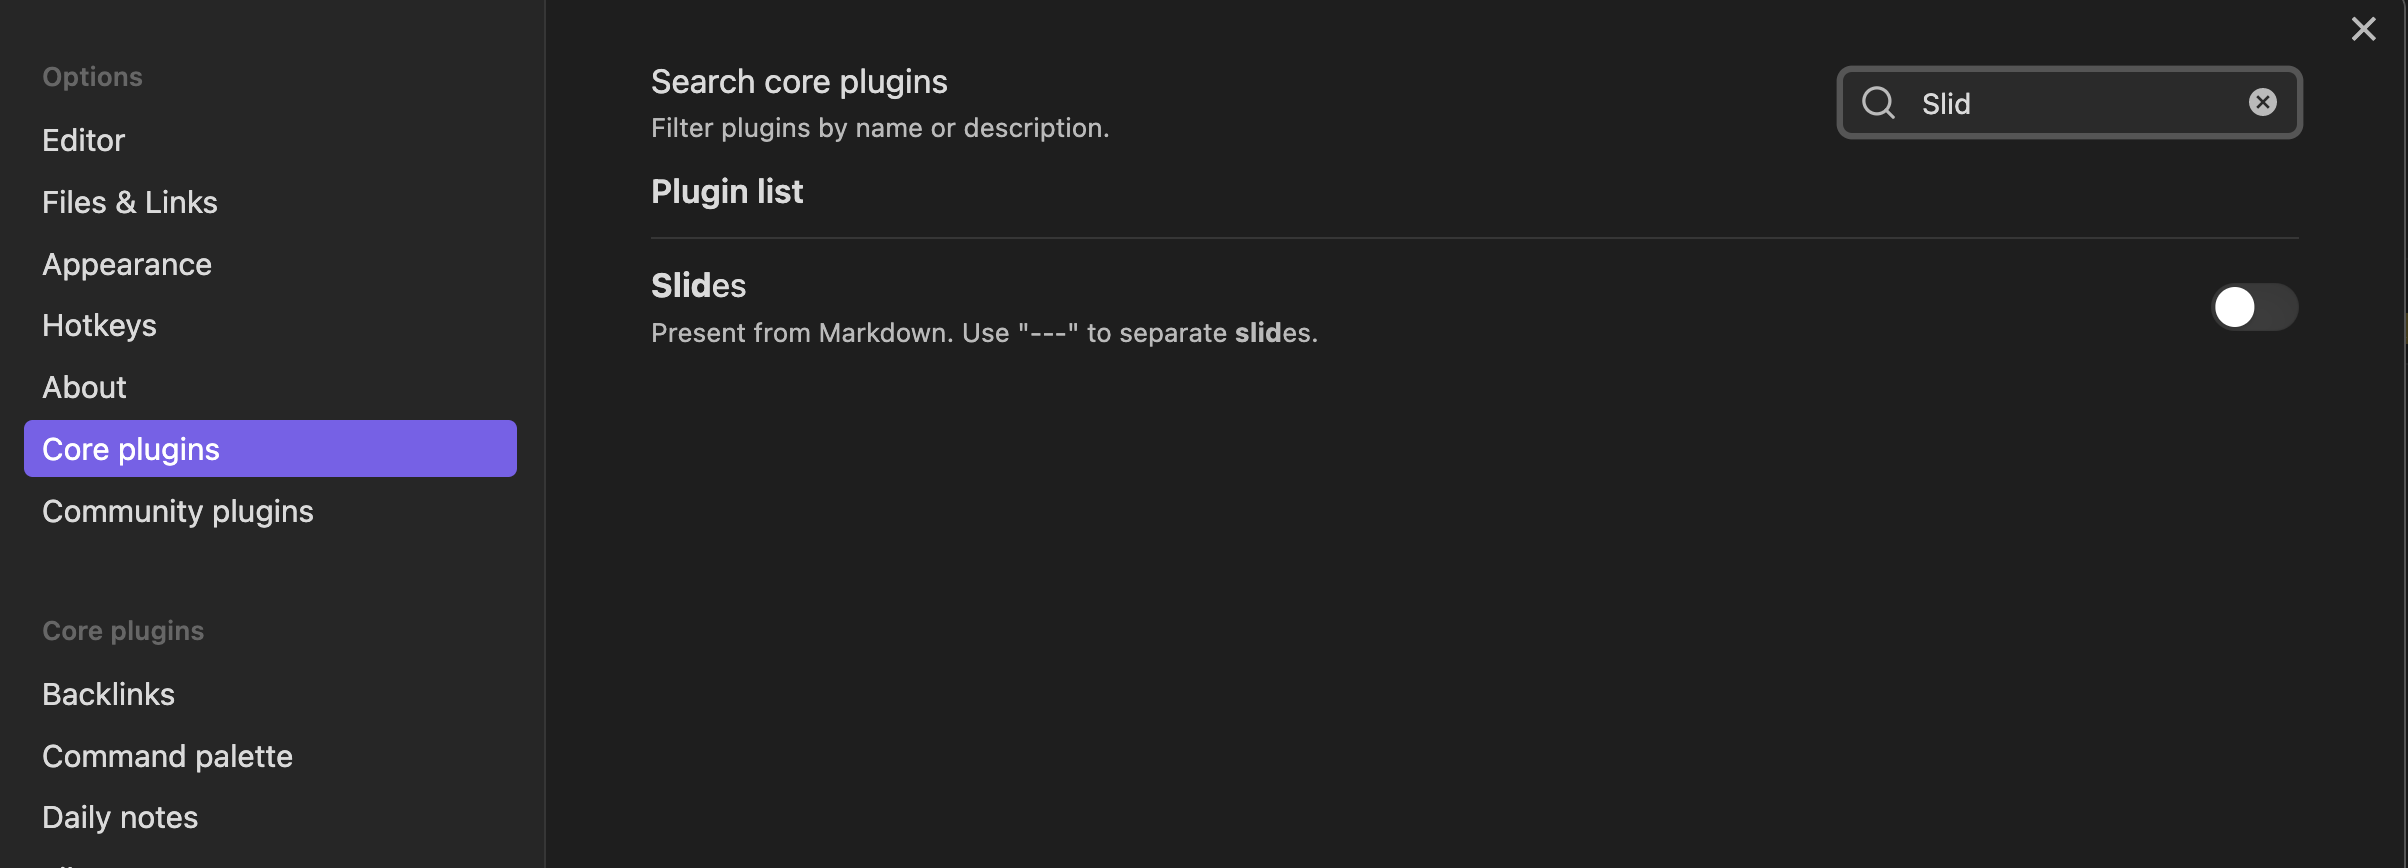 Options
Editor
Files & Links
Appearance
Hotkeys
About
Core plugins
Community plugins
Core plugins
Backlinks
Command palette
Daily notes
Search core plugins
Filter plugins by name or description.
Slid
Plugin list
Slides
Present from Markdown. Use "---" to separate slides.